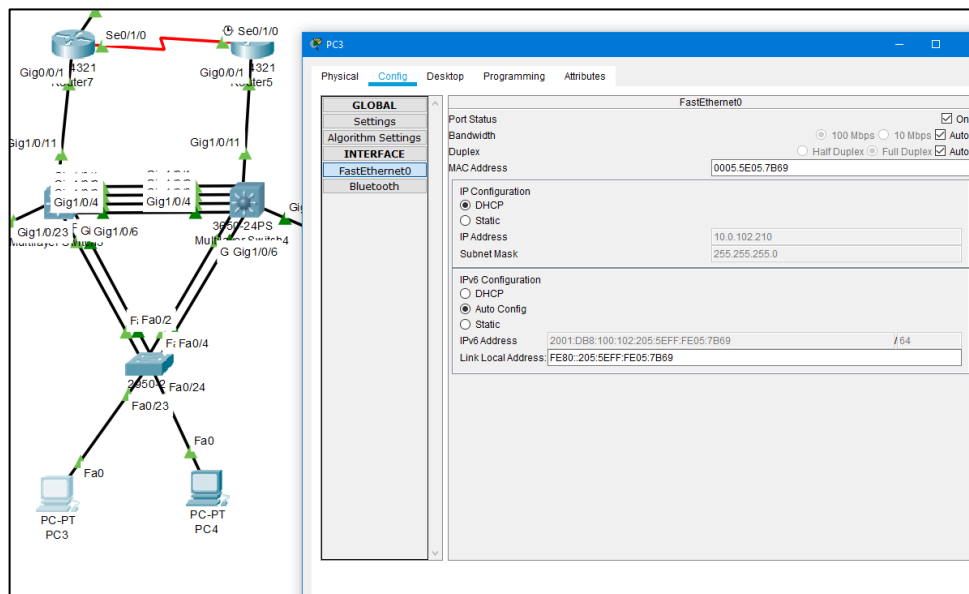 Se0/1/0
Se0/1/0
4321
Gig0/0/1
Router7
4321
Gig0/0/1
Router5
Gig1/0/11
Gig1/0/11
Gig1/0/4
Gig1/0/4
3650-24PS
Gig1/0/23
Gig1/0/6
Multilayer Switch4
Gig1/0/6
Fa0/2
Fa0/4
2950-2
Fa0/24
Fa0/23
Fa0
Fa0
PC-PT
PC3
PC-PT
PC4
PC3
Physical Config Desktop Programming Attributes
GLOBAL
Settings
Algorithm Settings
INTERFACE
FastEthernet0
Bluetooth
FastEthernet0
Port Status On
Bandwidth 100 Mbps 10 Mbps Auto
Duplex Half Duplex Full Duplex Auto
MAC Address 0005.5E05.7B69
IP Configuration
DHCP
Static
IP Address 10.0.102.210
Subnet Mask 255.255.255.0
IPv6 Configuration
DHCP
Auto Config
Static
IPv6 Address 2001:DB8:100:102:205:5EFF:FE05:7B69 / 64
Link Local Address: FE80::205:5EFF:FE05:7B69